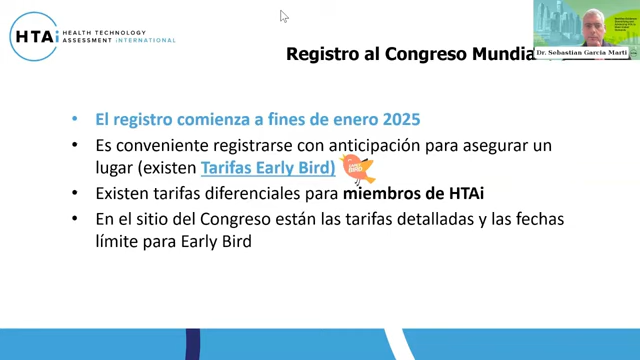 HTAi HEALTH TECHNOLOGY
ASSESSMENT INTERNATIONAL
Registro al Congreso Mundia
Dr. Sebastian Garcia Marti
• El registro comienza a fines de enero 2025
• Es conveniente registrarse con anticipación para asegurar un
lugar (existen Tarifas Early Bird)
• Existen tarifas diferenciales para miembros de HTAi
• En el sitio del Congreso están las tarifas detalladas y las fechas
límite para Early Bird